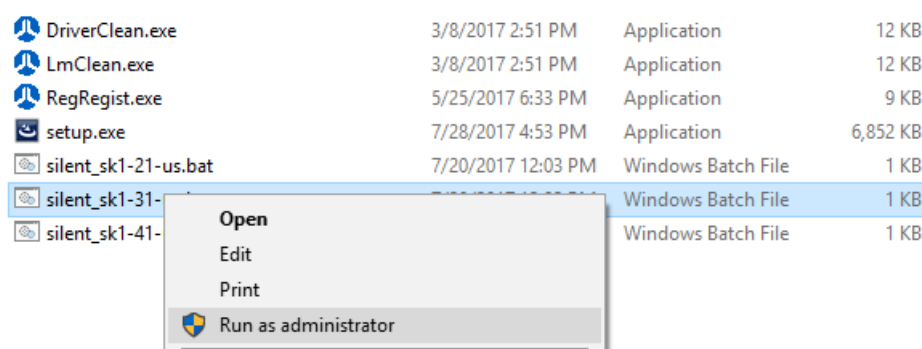 DriverClean.exe 3/8/2017 2:51 PM Application 12 KB
LmClean.exe 3/8/2017 2:51 PM Application 12 KB
RegRegist.exe 5/25/2017 6:33 PM Application 9 KB
setup.exe 7/28/2017 4:53 PM Application 6,852 KB
silent_sk1-21-us.bat 7/20/2017 12:03 PM Windows Batch File 1 KB
silent_sk1-31- Windows Batch File 1 KB
silent_sk1-41- Windows Batch File 1 KB
Open
Edit
Print
Run as administrator